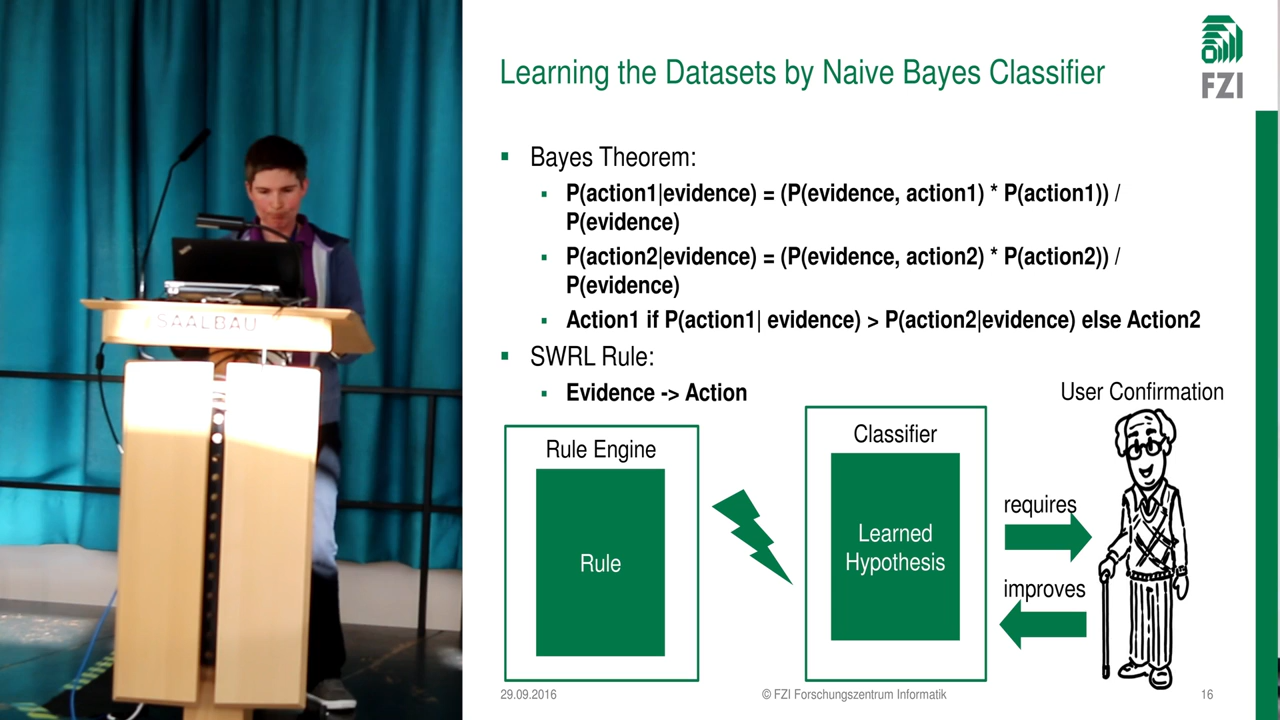 Learning the Datasets by Naive Bayes Classifier
FZI
Bayes Theorem:
P(action1|evidence) = (P(evidence, action1) * P(action1)) /
P(evidence)
P(action2|evidence) = (P(evidence, action2) * P(action2)) /
P(evidence)
Action1 if P(action1| evidence) > P(action2|evidence) else Action2
SWRL Rule:
Evidence -> Action
User Confirmation
Rule Engine
Rule
Classifier
Learned
Hypothesis
requires
improves
29.09.2016
© FZI Forschungszentrum Informatik
16
SAALBAU